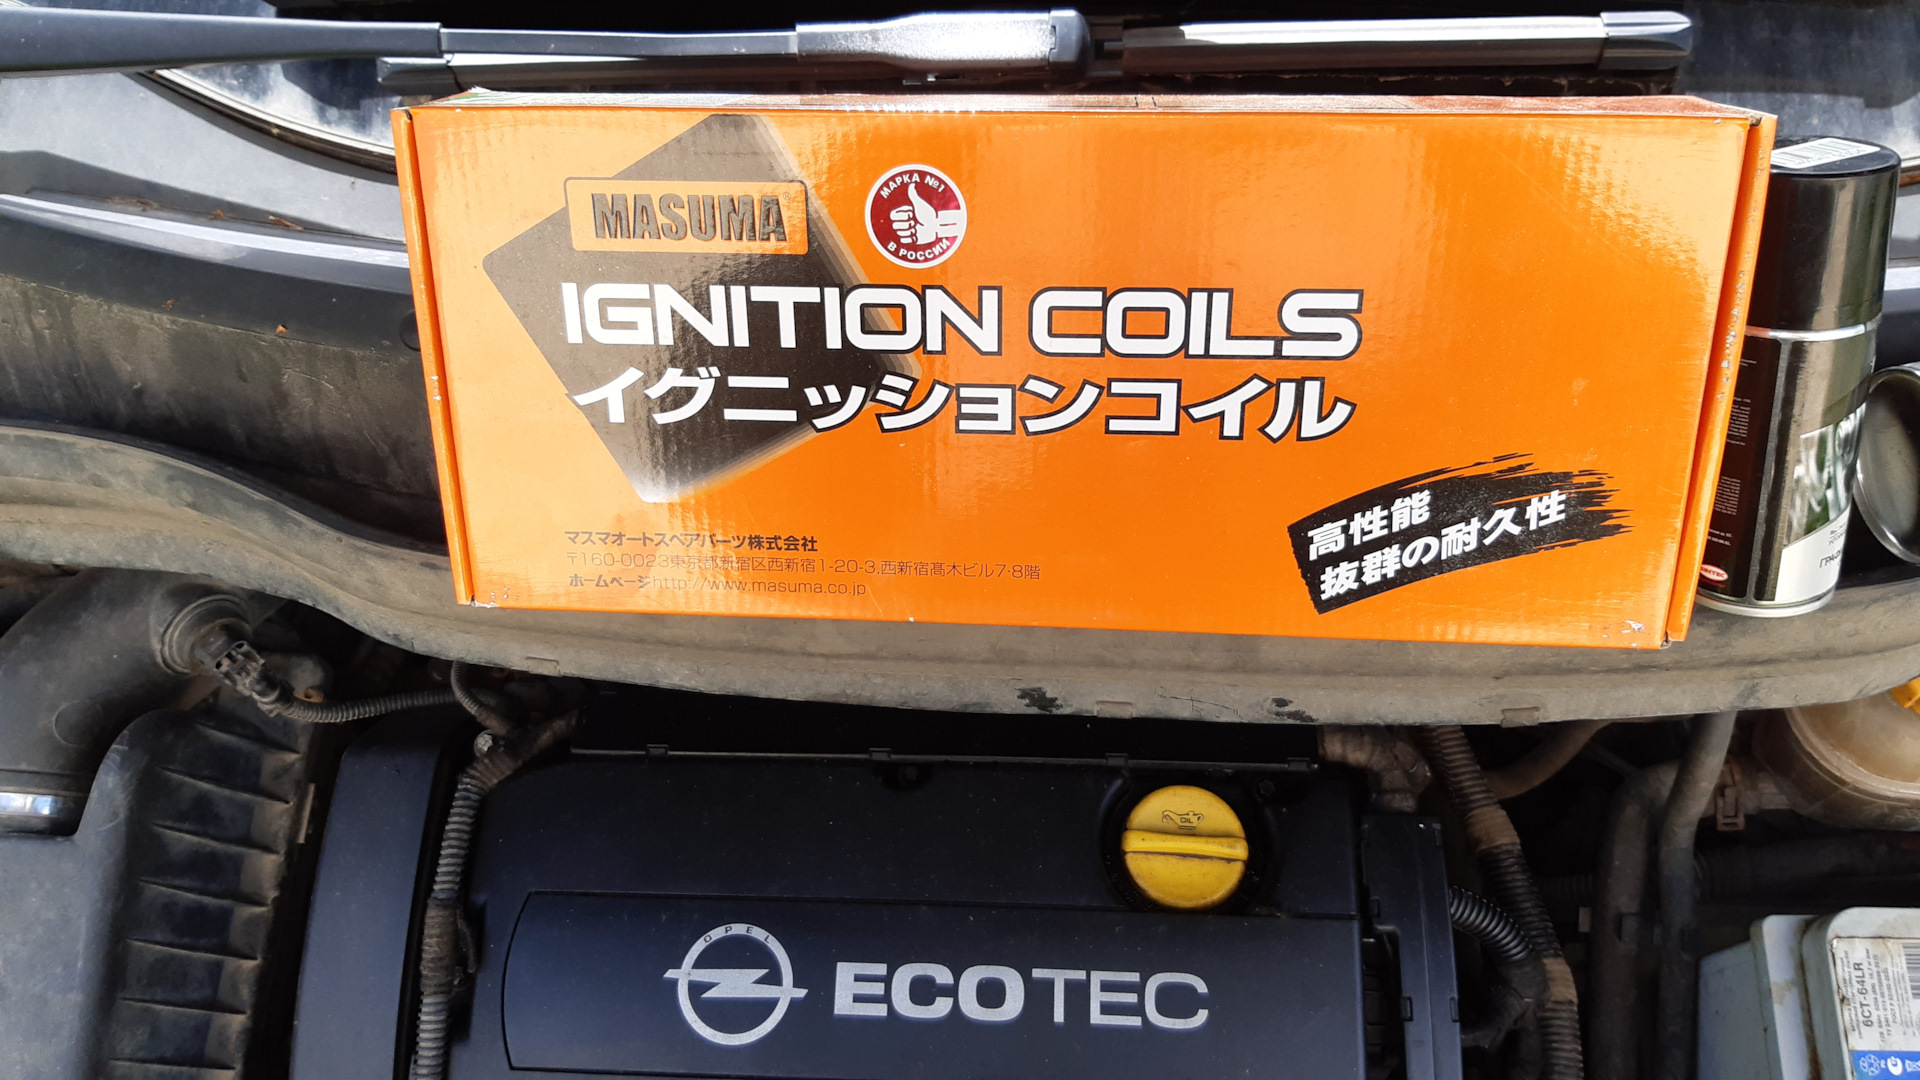 MASUMA®
МАРКА №1
В РОССИИ
IGNITION COILS
イグニッションコイル
高性能
抜群の耐久性
マスマオートスペアパーツ株式会社
〒160-0023東京都新宿区西新宿1-20-3,西新宿髙木ビル7·8階
ホームページhttp://www.masuma.co.jp
OIL
OPEL
ECOTEC
6CT-64LR